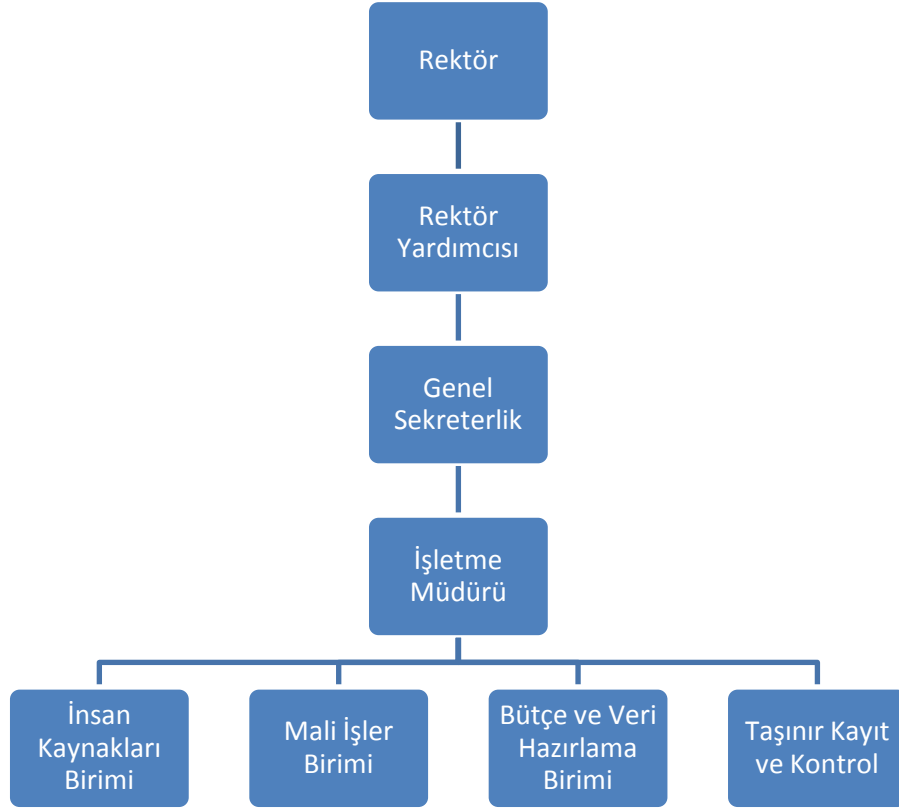 Rektör
Rektör
Yardımcısı
Genel
Sekreterlik
İşletme
Müdürü
İnsan
Kaynakları
Birimi
Mali İşler
Birimi
Bütçe ve Veri
Hazırlama
Birimi
Taşınır Kayıt
ve Kontrol